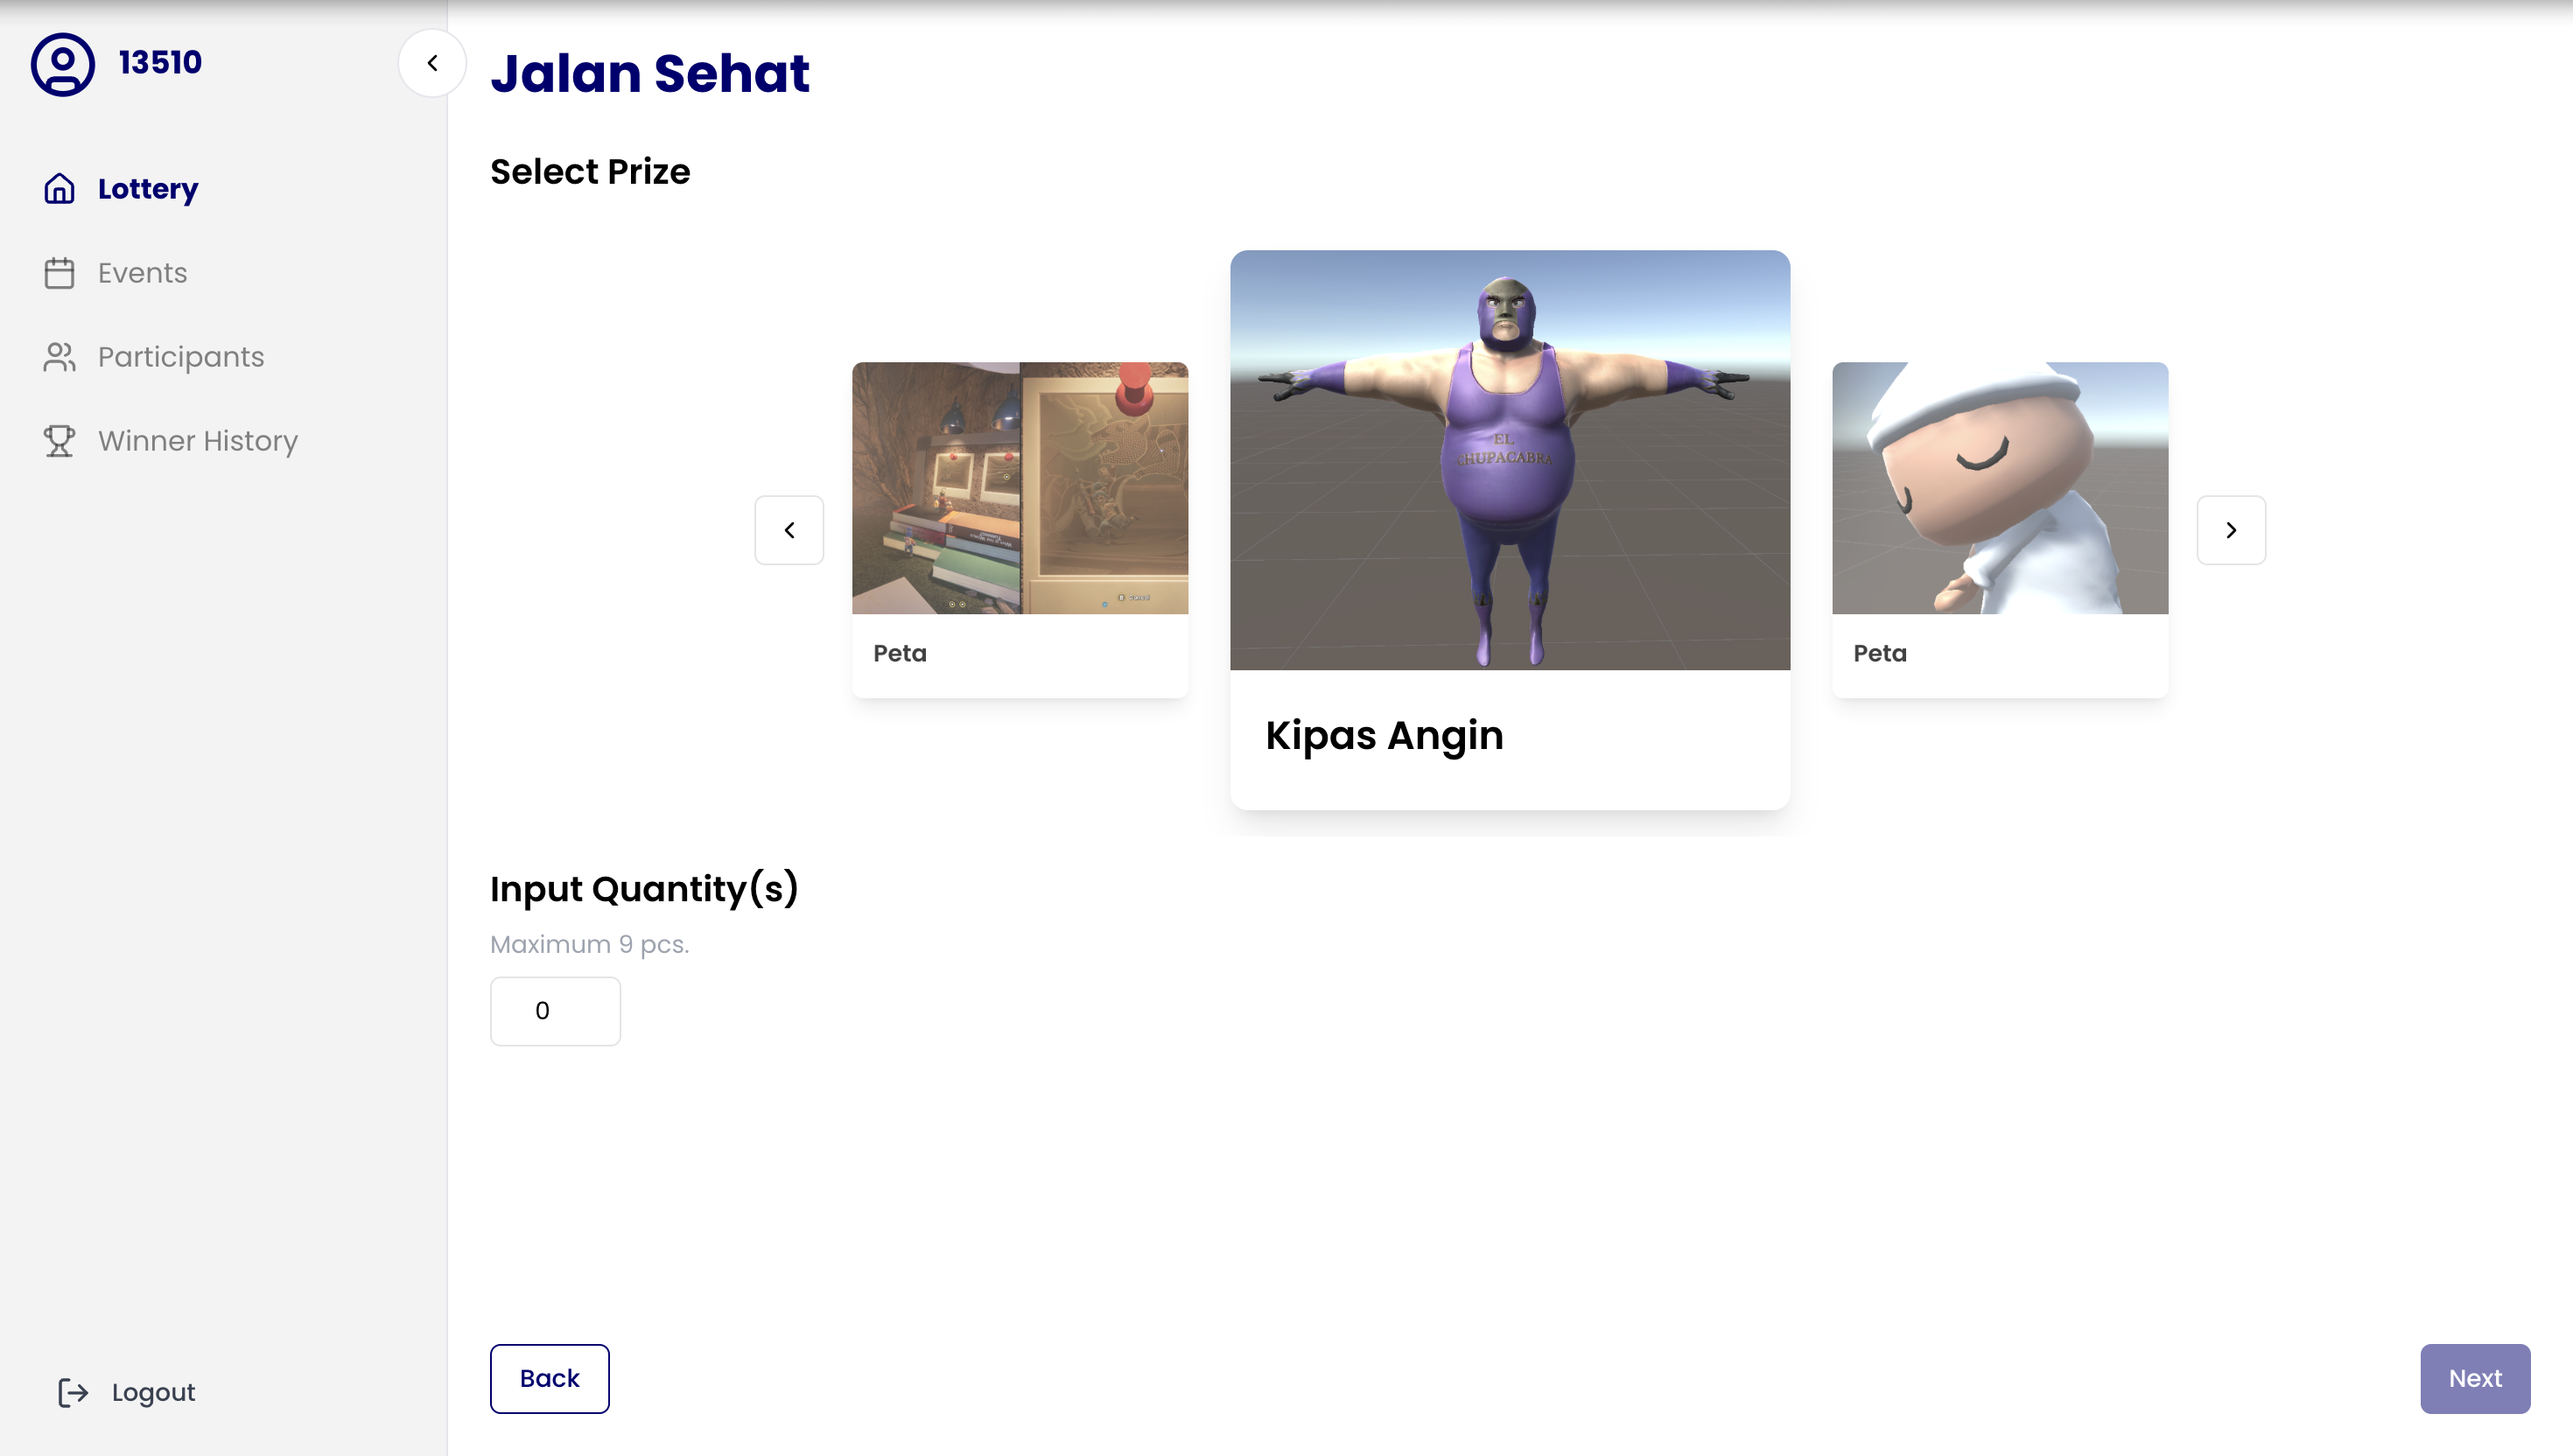 13510
Lottery
Events
Participants
Winner History
Logout
Jalan Sehat
Select Prize
Peta
EL
CHUPACABRA
Kipas Angin
Peta
Input Quantity(s)
Maximum 9 pcs.
0
Back
Next